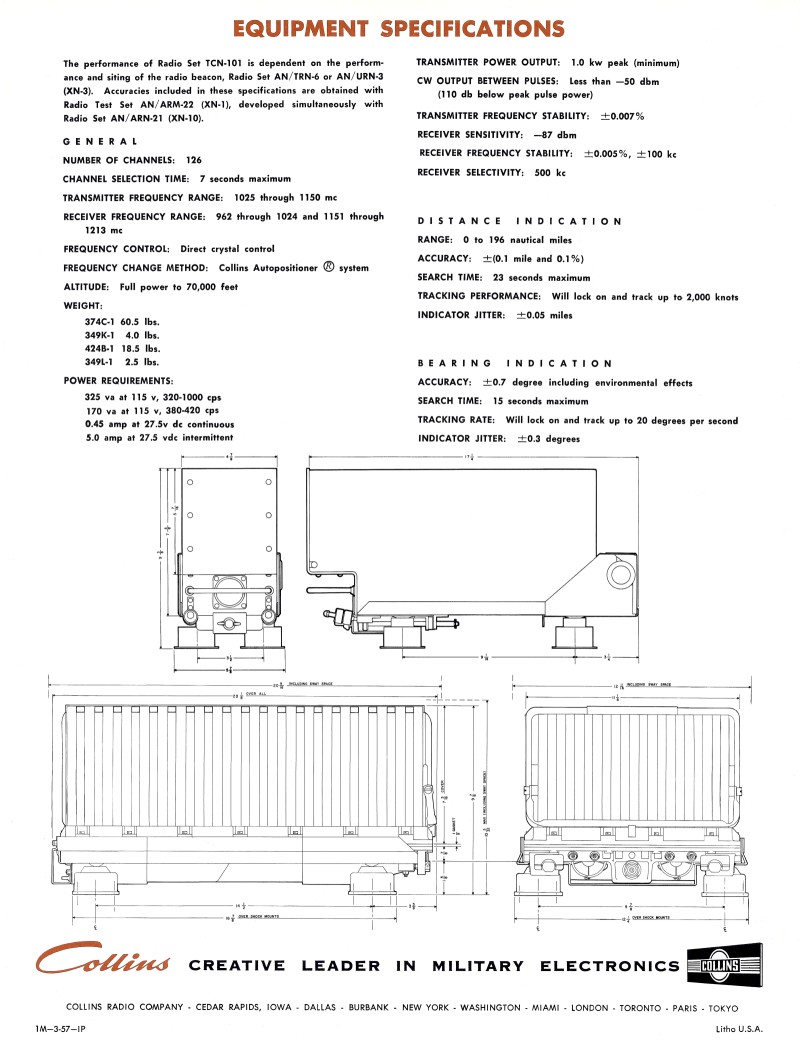 EQUIPMENT SPECIFICATIONS
The performance of Radio Set TCN-101 is dependent on the perform-
ance and siting of the radio beacon, Radio Set AN/TRN-6 or AN/URN-3
(XN-3). Accuracies included in these specifications are obtained with
Radio Test Set AN/ARM-22 (XN-1), developed simultaneously with
Radio Set AN/ARN-21 (XN-10).
GENERAL
NUMBER OF CHANNELS: 126
CHANNEL SELECTION TIME: 7 seconds maximum
TRANSMITTER FREQUENCY RANGE: 1025 through 1150 mc
RECEIVER FREQUENCY RANGE: 962 through 1024 and 1151 through
1213 mc
FREQUENCY CONTROL: Direct crystal control
FREQUENCY CHANGE METHOD: Collins Autopositioner ® system
ALTITUDE: Full power to 70,000 feet
WEIGHT:
374C-1 60.5 lbs.
349K-1 4.0 lbs.
424B-1 18.5 lbs.
349L-1 2.5 lbs.
POWER REQUIREMENTS:
325 va at 115 v, 320-1000 cps
170 va at 115 v, 380-420 cps
0.45 amp at 27.5v dc continuous
5.0 amp at 27.5 vdc intermittent
TRANSMITTER POWER OUTPUT: 1.0 kw peak (minimum)
CW OUTPUT BETWEEN PULSES: Less than —50 dbm
(110 db below peak pulse power)
TRANSMITTER FREQUENCY STABILITY: ±0.007%
RECEIVER SENSITIVITY: —87 dbm
RECEIVER FREQUENCY STABILITY: ±0.005%, ±100 kc
RECEIVER SELECTIVITY: 500 kc
DISTANCE INDICATION
RANGE: 0 to 196 nautical miles
ACCURACY: ±(0.1 mile and 0.1%)
SEARCH TIME: 23 seconds maximum
TRACKING PERFORMANCE: Will lock on and track up to 2,000 knots
INDICATOR JITTER: ±0.05 miles
BEARING INDICATION
ACCURACY: ±0.7 degree including environmental effects
SEARCH TIME: 15 seconds maximum
TRACKING RATE: Will lock on and track up to 20 degrees per second
INDICATOR JITTER: ±0.3 degrees
INCLUDING SWAY SPACE
OVER ALL
INCLUDING SWAY SPACE
COVER
OVER SHOCK MOUNTS
OVER SHOCK MOUNTS
Collins CREATIVE LEADER IN MILITARY ELECTRONICS COLLINS
COLLINS RADIO COMPANY - CEDAR RAPIDS, IOWA - DALLAS - BURBANK - NEW YORK - WASHINGTON - MIAMI - LONDON - TORONTO - PARIS - TOKYO
1M—3-57—IP
Litho U.S.A.